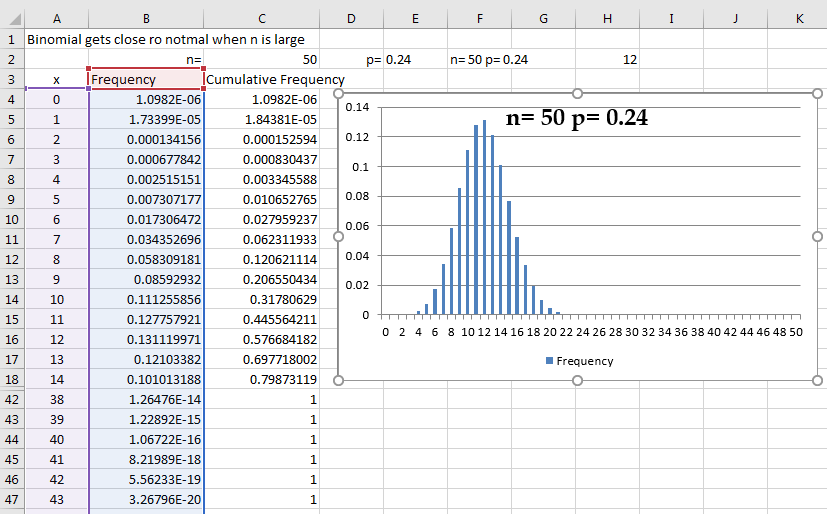 A B C D E F G H I J K
1 Binomial gets close ro notmal when n is large
2 n= 50 p= 0.24 n= 50 p= 0.24 12
3 x Frequency Cumulative Frequency
4 0 1.0982E-06 1.0982E-06
5 1 1.73399E-05 1.84381E-05
6 2 0.000134156 0.000152594
7 3 0.000677842 0.000830437
8 4 0.002515151 0.003345588
9 5 0.007307177 0.010652765
10 6 0.017306472 0.027959237
11 7 0.034352696 0.062311933
12 8 0.058309181 0.120621114
13 9 0.08592932 0.206550434
14 10 0.111255856 0.31780629
15 11 0.127757921 0.445564211
16 12 0.131119971 0.576684182
17 13 0.12103382 0.697718002
18 14 0.101013188 0.79873119
42 38 1.26476E-14 1
43 39 1.22892E-15 1
44 40 1.06722E-16 1
45 41 8.21989E-18 1
46 42 5.56233E-19 1
47 43 3.26796E-20 1
n= 50 p= 0.24
0.14
0.12
0.1
0.08
0.06
0.04
0.02
0
0 2 4 6 8 10 12 14 16 18 20 22 24 26 28 30 32 34 36 38 40 42 44 46 48 50
Frequency